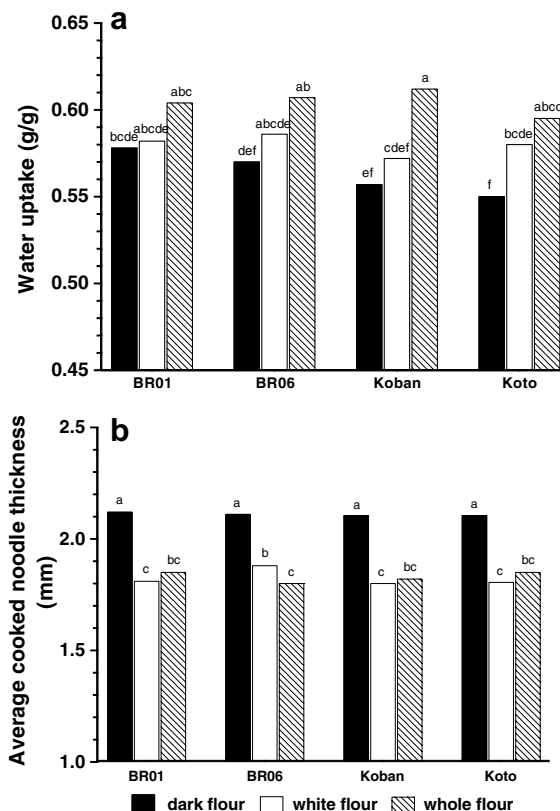 a
Water uptake (g/g)
0.65
0.60
0.55
0.50
0.45
bcde
abcde
abc
def
abcde
ab
ef
cdef
a
f
bcde
abcd
BR01
BR06
Koban
Koto
b
Average cooked noodle thickness
(mm)
2.5
2.0
1.5
1.0
a
c
bc
a
b
c
a
c
bc
a
c
bc
BR01
BR06
Koban
Koto
dark flour
white flour
whole flour